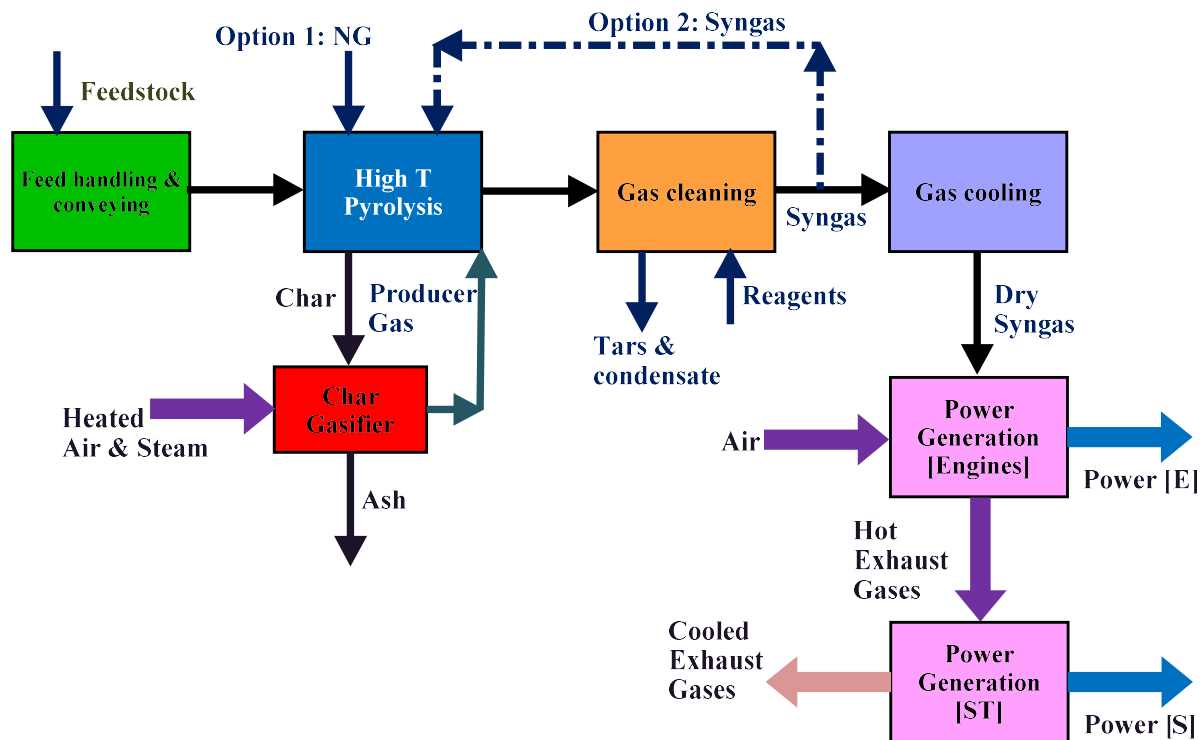 Option 1: NG
Option 2: Syngas
Feedstock
Feed handling &
conveying
High T
Pyrolysis
Gas cleaning
Syngas
Gas cooling
Char
Producer
Gas
Reagents
Tars &
condensate
Dry
Syngas
Heated
Air & Steam
Char
Gasifier
Ash
Air
Power
Generation
[Engines]
Power [E]
Hot
Exhaust
Gases
Cooled
Exhaust
Gases
Power
Generation
[ST]
Power [S]